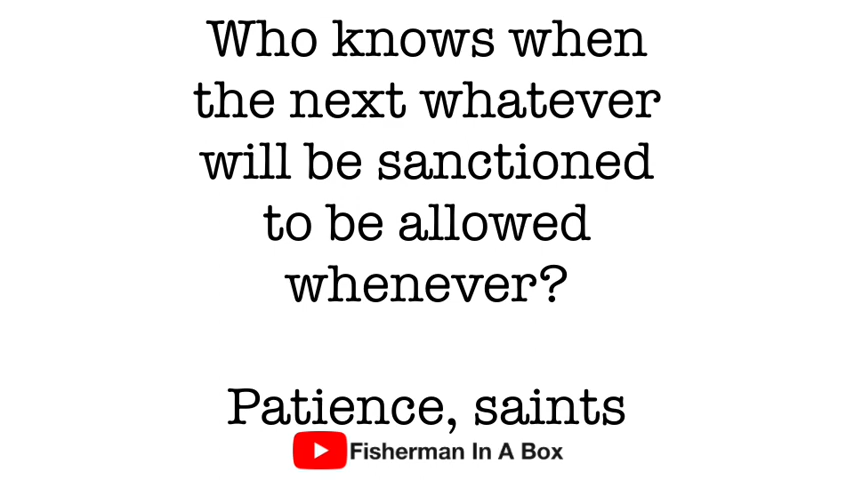 Who knows when
the next whatever
will be sanctioned
to be allowed
whenever?
Patience, saints
Fisherman In A Box